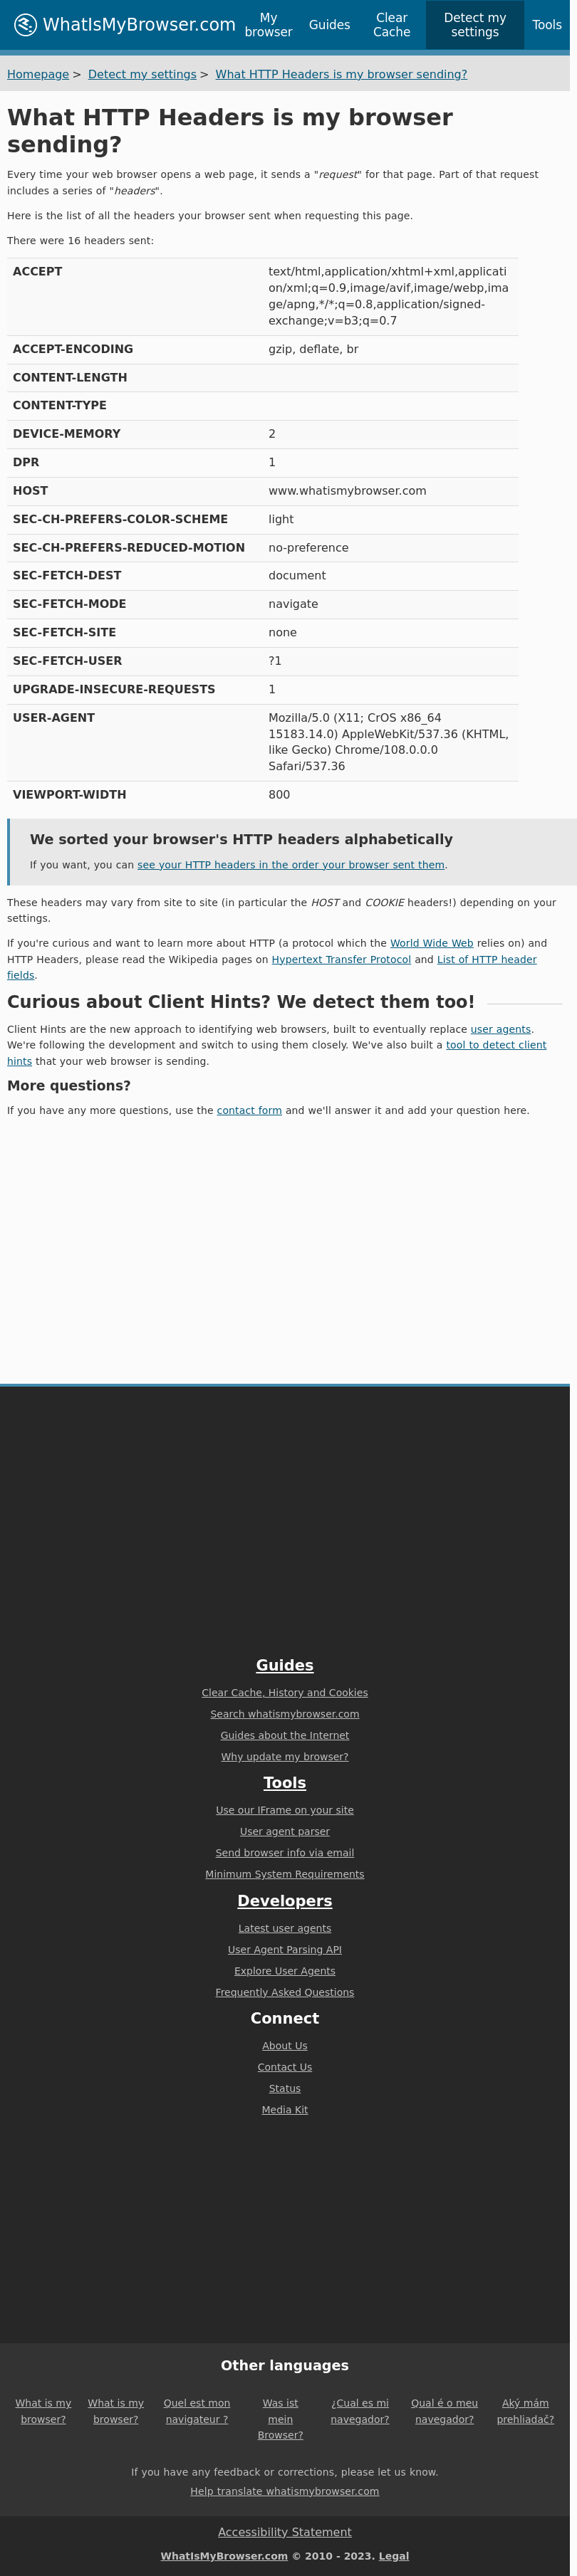 WhatIsMyBrowser.com
My
browser
Guides
Clear
Cache
Detect my
settings
Tools
Homepage > Detect my settings > What HTTP Headers is my browser sending?
What HTTP Headers is my browser
sending?
Every time your web browser opens a web page, it sends a "request" for that page. Part of that request
includes a series of "headers".
Here is the list of all the headers your browser sent when requesting this page.
There were 16 headers sent:
ACCEPT
text/html,application/xhtml+xml,applicati
on/xml;q=0.9,image/avif,image/webp,ima
ge/apng,*/*;q=0.8,application/signed-
exchange;v=b3;q=0.7
ACCEPT-ENCODING gzip, deflate, br
CONTENT-LENGTH
CONTENT-TYPE
DEVICE-MEMORY 2
DPR 1
HOST www.whatismybrowser.com
SEC-CH-PREFERS-COLOR-SCHEME light
SEC-CH-PREFERS-REDUCED-MOTION no-preference
SEC-FETCH-DEST document
SEC-FETCH-MODE navigate
SEC-FETCH-SITE none
SEC-FETCH-USER ?1
UPGRADE-INSECURE-REQUESTS 1
USER-AGENT
Mozilla/5.0 (X11; CrOS x86_64
15183.14.0) AppleWebKit/537.36 (KHTML,
like Gecko) Chrome/108.0.0.0
Safari/537.36
VIEWPORT-WIDTH 800
We sorted your browser's HTTP headers alphabetically
If you want, you can see your HTTP headers in the order your browser sent them.
These headers may vary from site to site (in particular the HOST and COOKIE headers!) depending on your
settings.
If you're curious and want to learn more about HTTP (a protocol which the World Wide Web relies on) and
HTTP Headers, please read the Wikipedia pages on Hypertext Transfer Protocol and List of HTTP header
fields.
Curious about Client Hints? We detect them too!
Client Hints are the new approach to identifying web browsers, built to eventually replace user agents.
We're following the development and switch to using them closely. We've also built a tool to detect client
hints that your web browser is sending.
More questions?
If you have any more questions, use the contact form and we'll answer it and add your question here.
Guides
Clear Cache, History and Cookies
Search whatismybrowser.com
Guides about the Internet
Why update my browser?
Tools
Use our IFrame on your site
User agent parser
Send browser info via email
Minimum System Requirements
Developers
Latest user agents
User Agent Parsing API
Explore User Agents
Frequently Asked Questions
Connect
About Us
Contact Us
Status
Media Kit
Other languages
What is my
browser?
What is my
browser?
Quel est mon
navigateur ?
Was ist
mein
Browser?
¿Cual es mi
navegador?
Qual é o meu
navegador?
Aký mám
prehliadač?
If you have any feedback or corrections, please let us know.
Help translate whatismybrowser.com
Accessibility Statement
WhatIsMyBrowser.com © 2010 - 2023. Legal